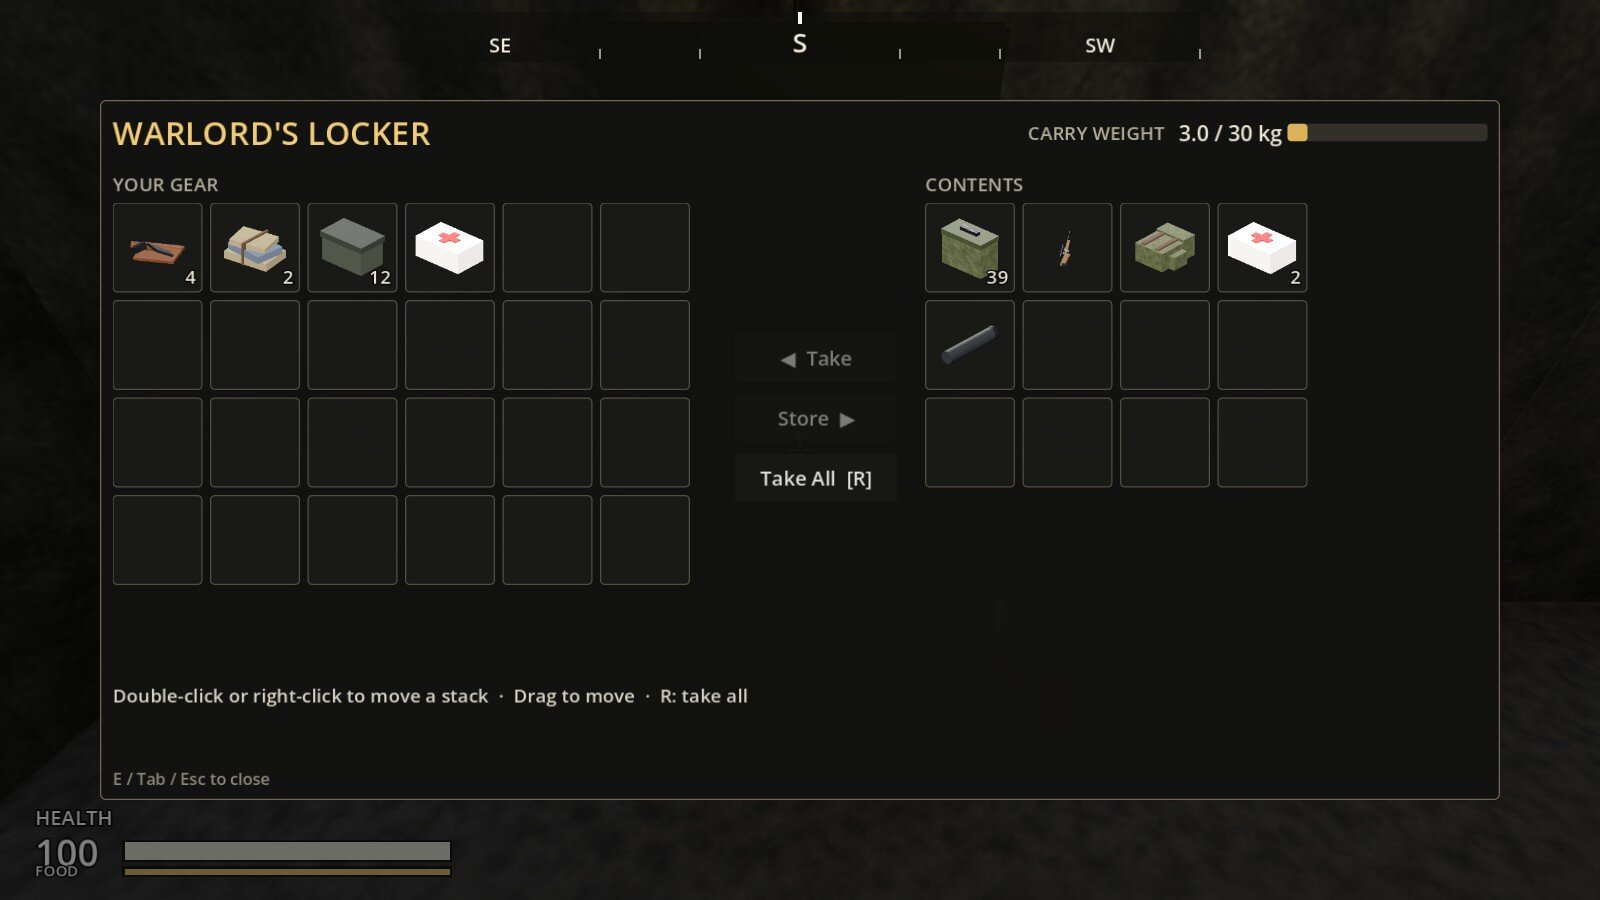 SE S SW
WARLORD'S LOCKER
CARRY WEIGHT 3.0 / 30 kg
YOUR GEAR
CONTENTS
4 2 12
39 2
◀ Take
Store ▶
Take All [R]
Double-click or right-click to move a stack · Drag to move · R: take all
E / Tab / Esc to close
HEALTH
100
FOOD